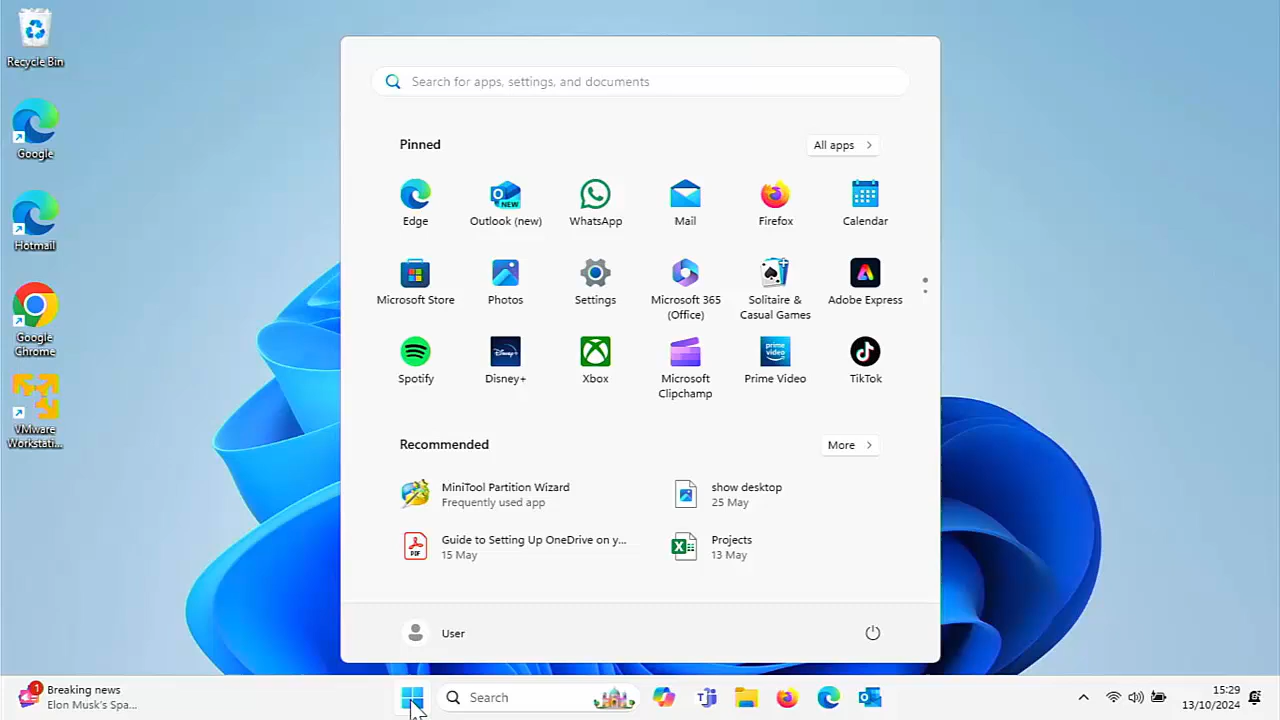 Recycle Bin
Google
Hotmail
Google
Chrome
VMware
Workstati...
Search for apps, settings, and documents
Pinned
All apps
Edge
Outlook (new)
WhatsApp
Mail
Firefox
Calendar
Microsoft Store
Photos
Settings
Microsoft 365
(Office)
Solitaire &
Casual Games
Adobe Express
Spotify
Disney+
Xbox
Microsoft
Clipchamp
Prime Video
TikTok
Recommended
More
MiniTool Partition Wizard
Frequently used app
show desktop
25 May
Guide to Setting Up OneDrive on y...
15 May
Projects
13 May
User
1
Breaking news
Elon Musk's Spa...
Search
15:29
13/10/2024